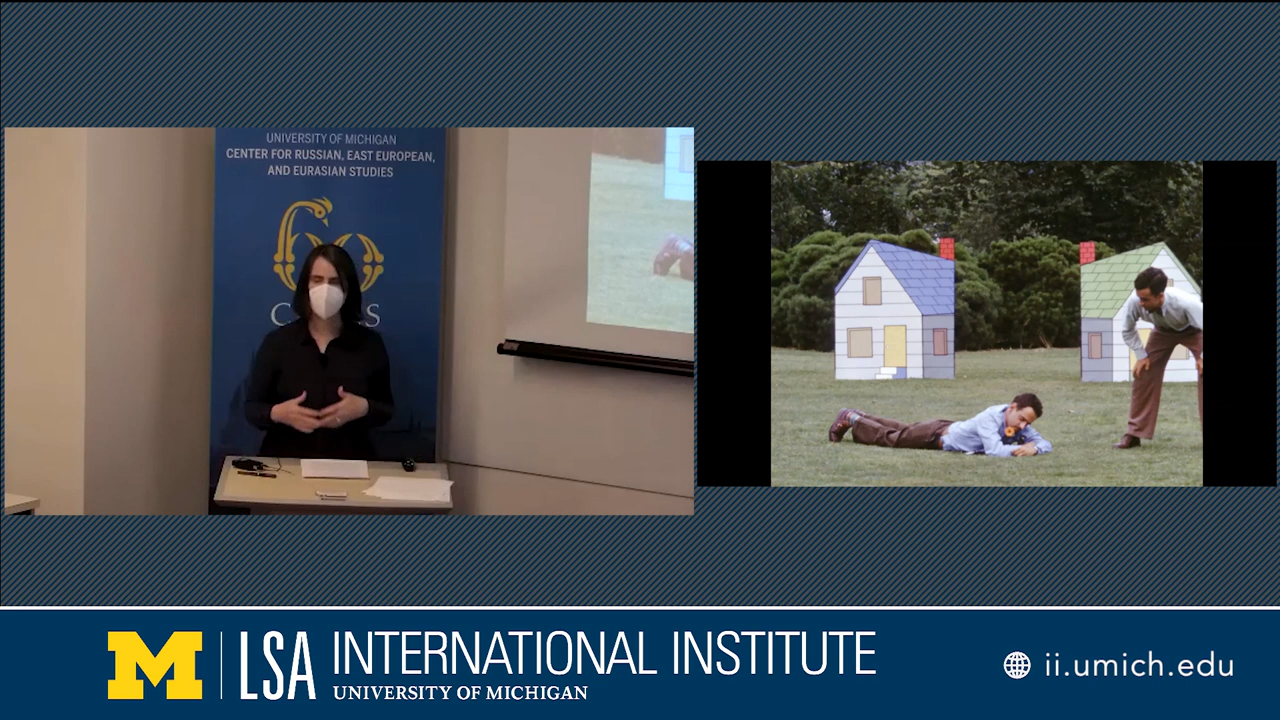 UNIVERSITY OF MICHIGAN
CENTER FOR RUSSIAN, EAST EUROPEAN,
AND EURASIAN STUDIES
M
LSA
INTERNATIONAL INSTITUTE
UNIVERSITY OF MICHIGAN
ii.umich.edu